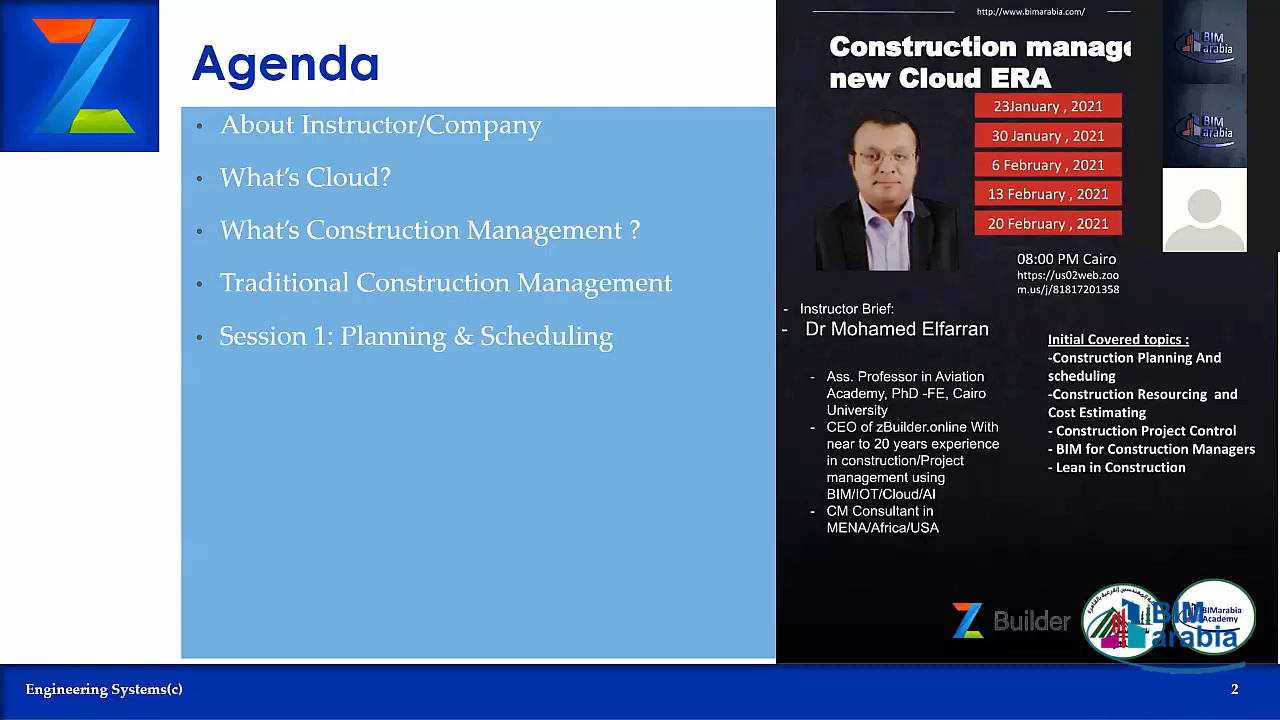 Agenda
• About Instructor/Company
• What's Cloud?
• What's Construction Management ?
• Traditional Construction Management
• Session 1: Planning & Scheduling
http://www.bimarabia.com/
Construction manage
new Cloud ERA
23January , 2021
30 January , 2021
6 February , 2021
13 February , 2021
20 February , 2021
08:00 PM Cairo
https://us02web.zoo
m.us/j/81817201358
- Instructor Brief:
- Dr Mohamed Elfarran
- Ass. Professor in Aviation
Academy, PhD -FE, Cairo
University
- CEO of zBuilder.online With
near to 20 years experience
in construction/Project
management using
BIM/IOT/Cloud/AI
- CM Consultant in
MENA/Africa/USA
Initial Covered topics :
-Construction Planning And
scheduling
-Construction Resourcing and
Cost Estimating
- Construction Project Control
- BIM for Construction Managers
- Lean in Construction
BIM
arabia
BIM
arabia
Z Builder
BIM
arabia
BIMarabia
Academy
Engineering Systems(c)
2